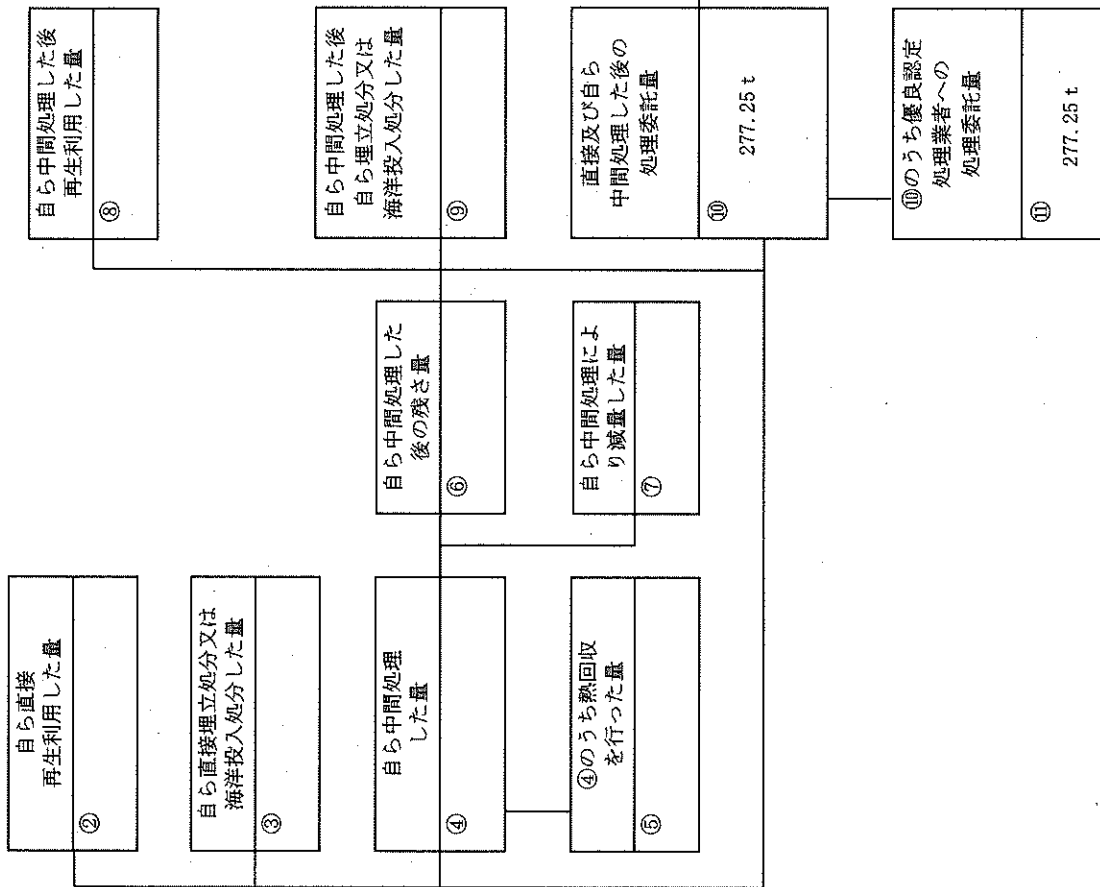 自ら直接
再生利用した量
②
自ら直接埋立処分又は
海洋投入処分した量
③
自ら中間処理
した量
④
④のうち熱回収
を行った量
⑤
自ら中間処理した
後の残さ量
⑥
自ら中間処理によ
り減量した量
⑦
自ら中間処理した後
再生利用した量
⑧
自ら中間処理した後
自ら埋立処分又は
海洋投入処分した量
⑨
直接及び自ら
中間処理した後の
処理委託量
⑩
277.25 t
⑩のうち優良認定
処理業者への
処理委託量
⑪
277.25 t